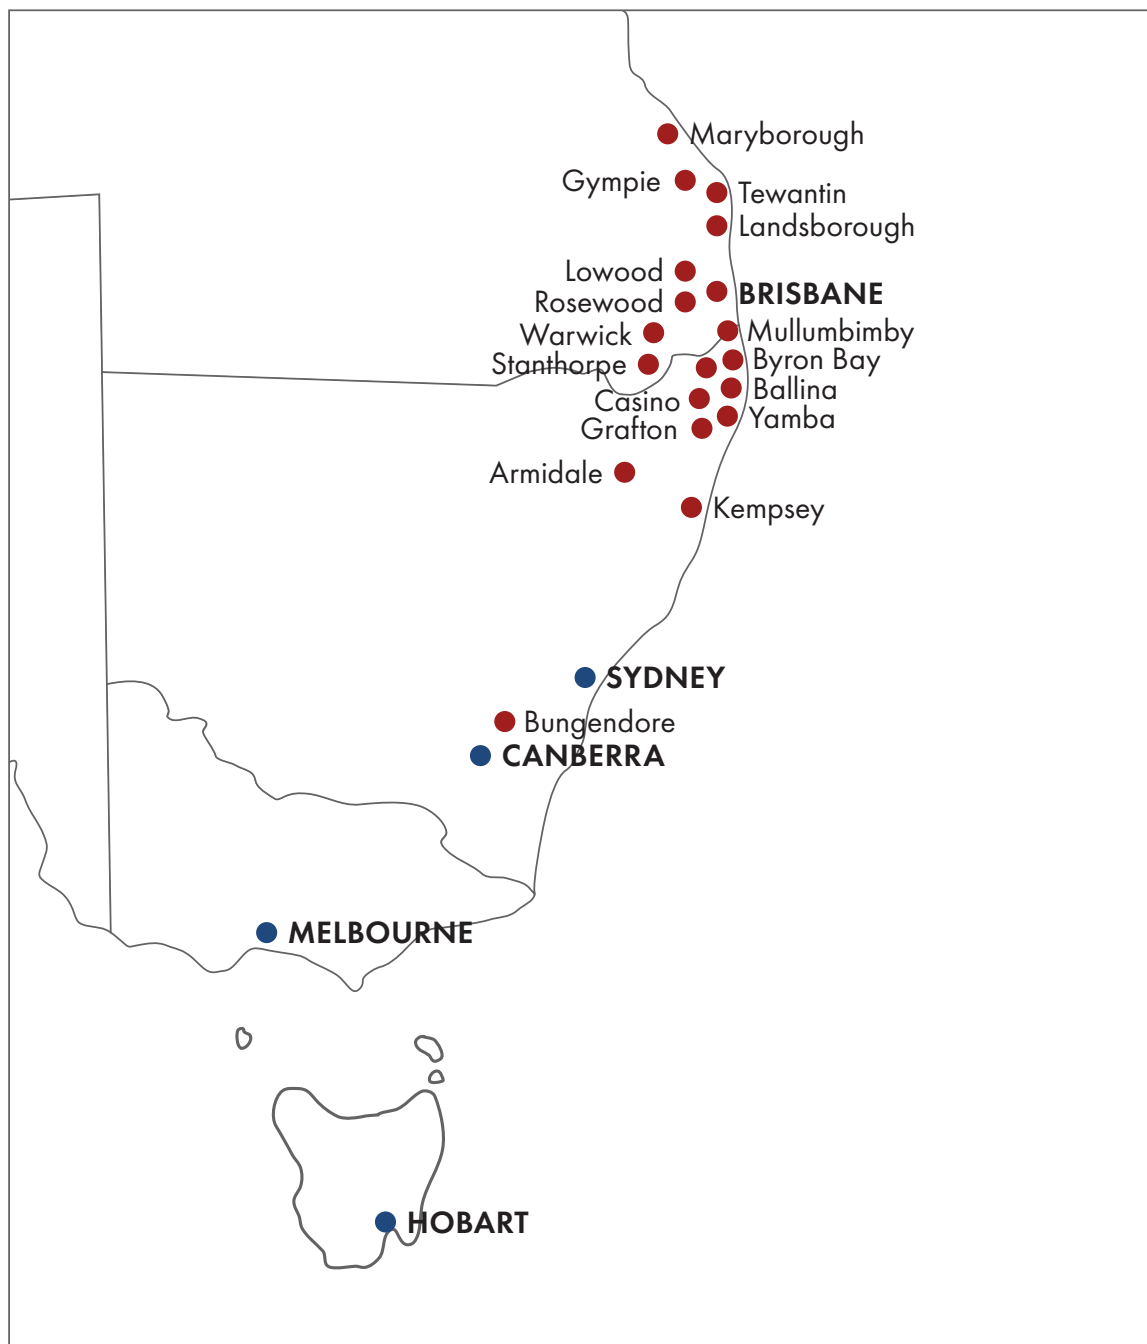 Maryborough
Gympie
Tewantin
Landsborough
Lowood
BRISBANE
Rosewood
Mullumbimby
Warwick
Byron Bay
Stanthorpe
Ballina
Casino
Yamba
Grafton
Armidale
Kempsey
SYDNEY
Bungendore
CANBERRA
MELBOURNE
HOBART